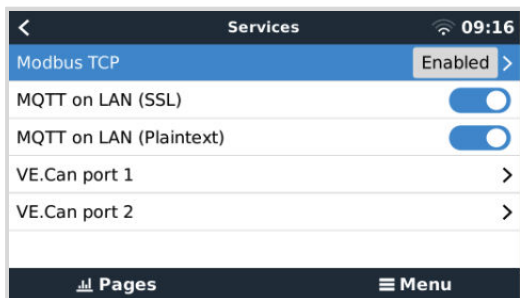 Services 09:16
Modbus TCP Enabled
MQTT on LAN (SSL)
MQTT on LAN (Plaintext)
VE.Can port 1
VE.Can port 2
Pages Menu